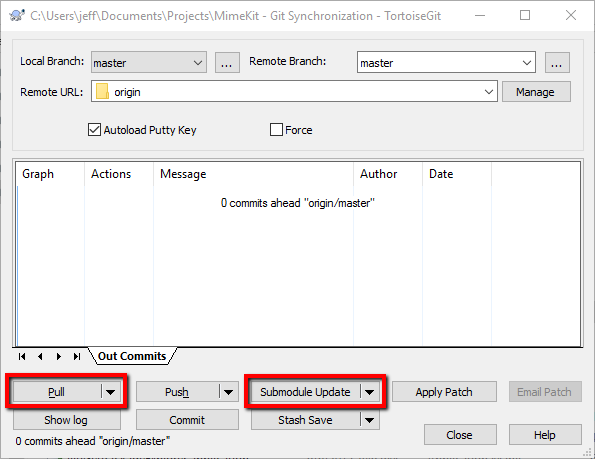 C:\Users\jeff\Documents\Projects\MimeKit - Git Synchronization - TortoiseGit
Local Branch: master ... Remote Branch: master ...
Remote URL: origin Manage
Autoload Putty Key Force
Graph Actions Message Author Date
0 commits ahead "origin/master"
Out Commits
Pull Push Submodule Update Apply Patch Email Patch
Show log Commit Stash Save
0 commits ahead "origin/master"
Close Help